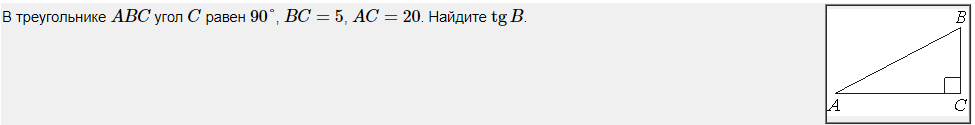 В треугольнике ABC угол C равен 90°, BC = 5, AC = 20. Найдите tg B.
B
A
C